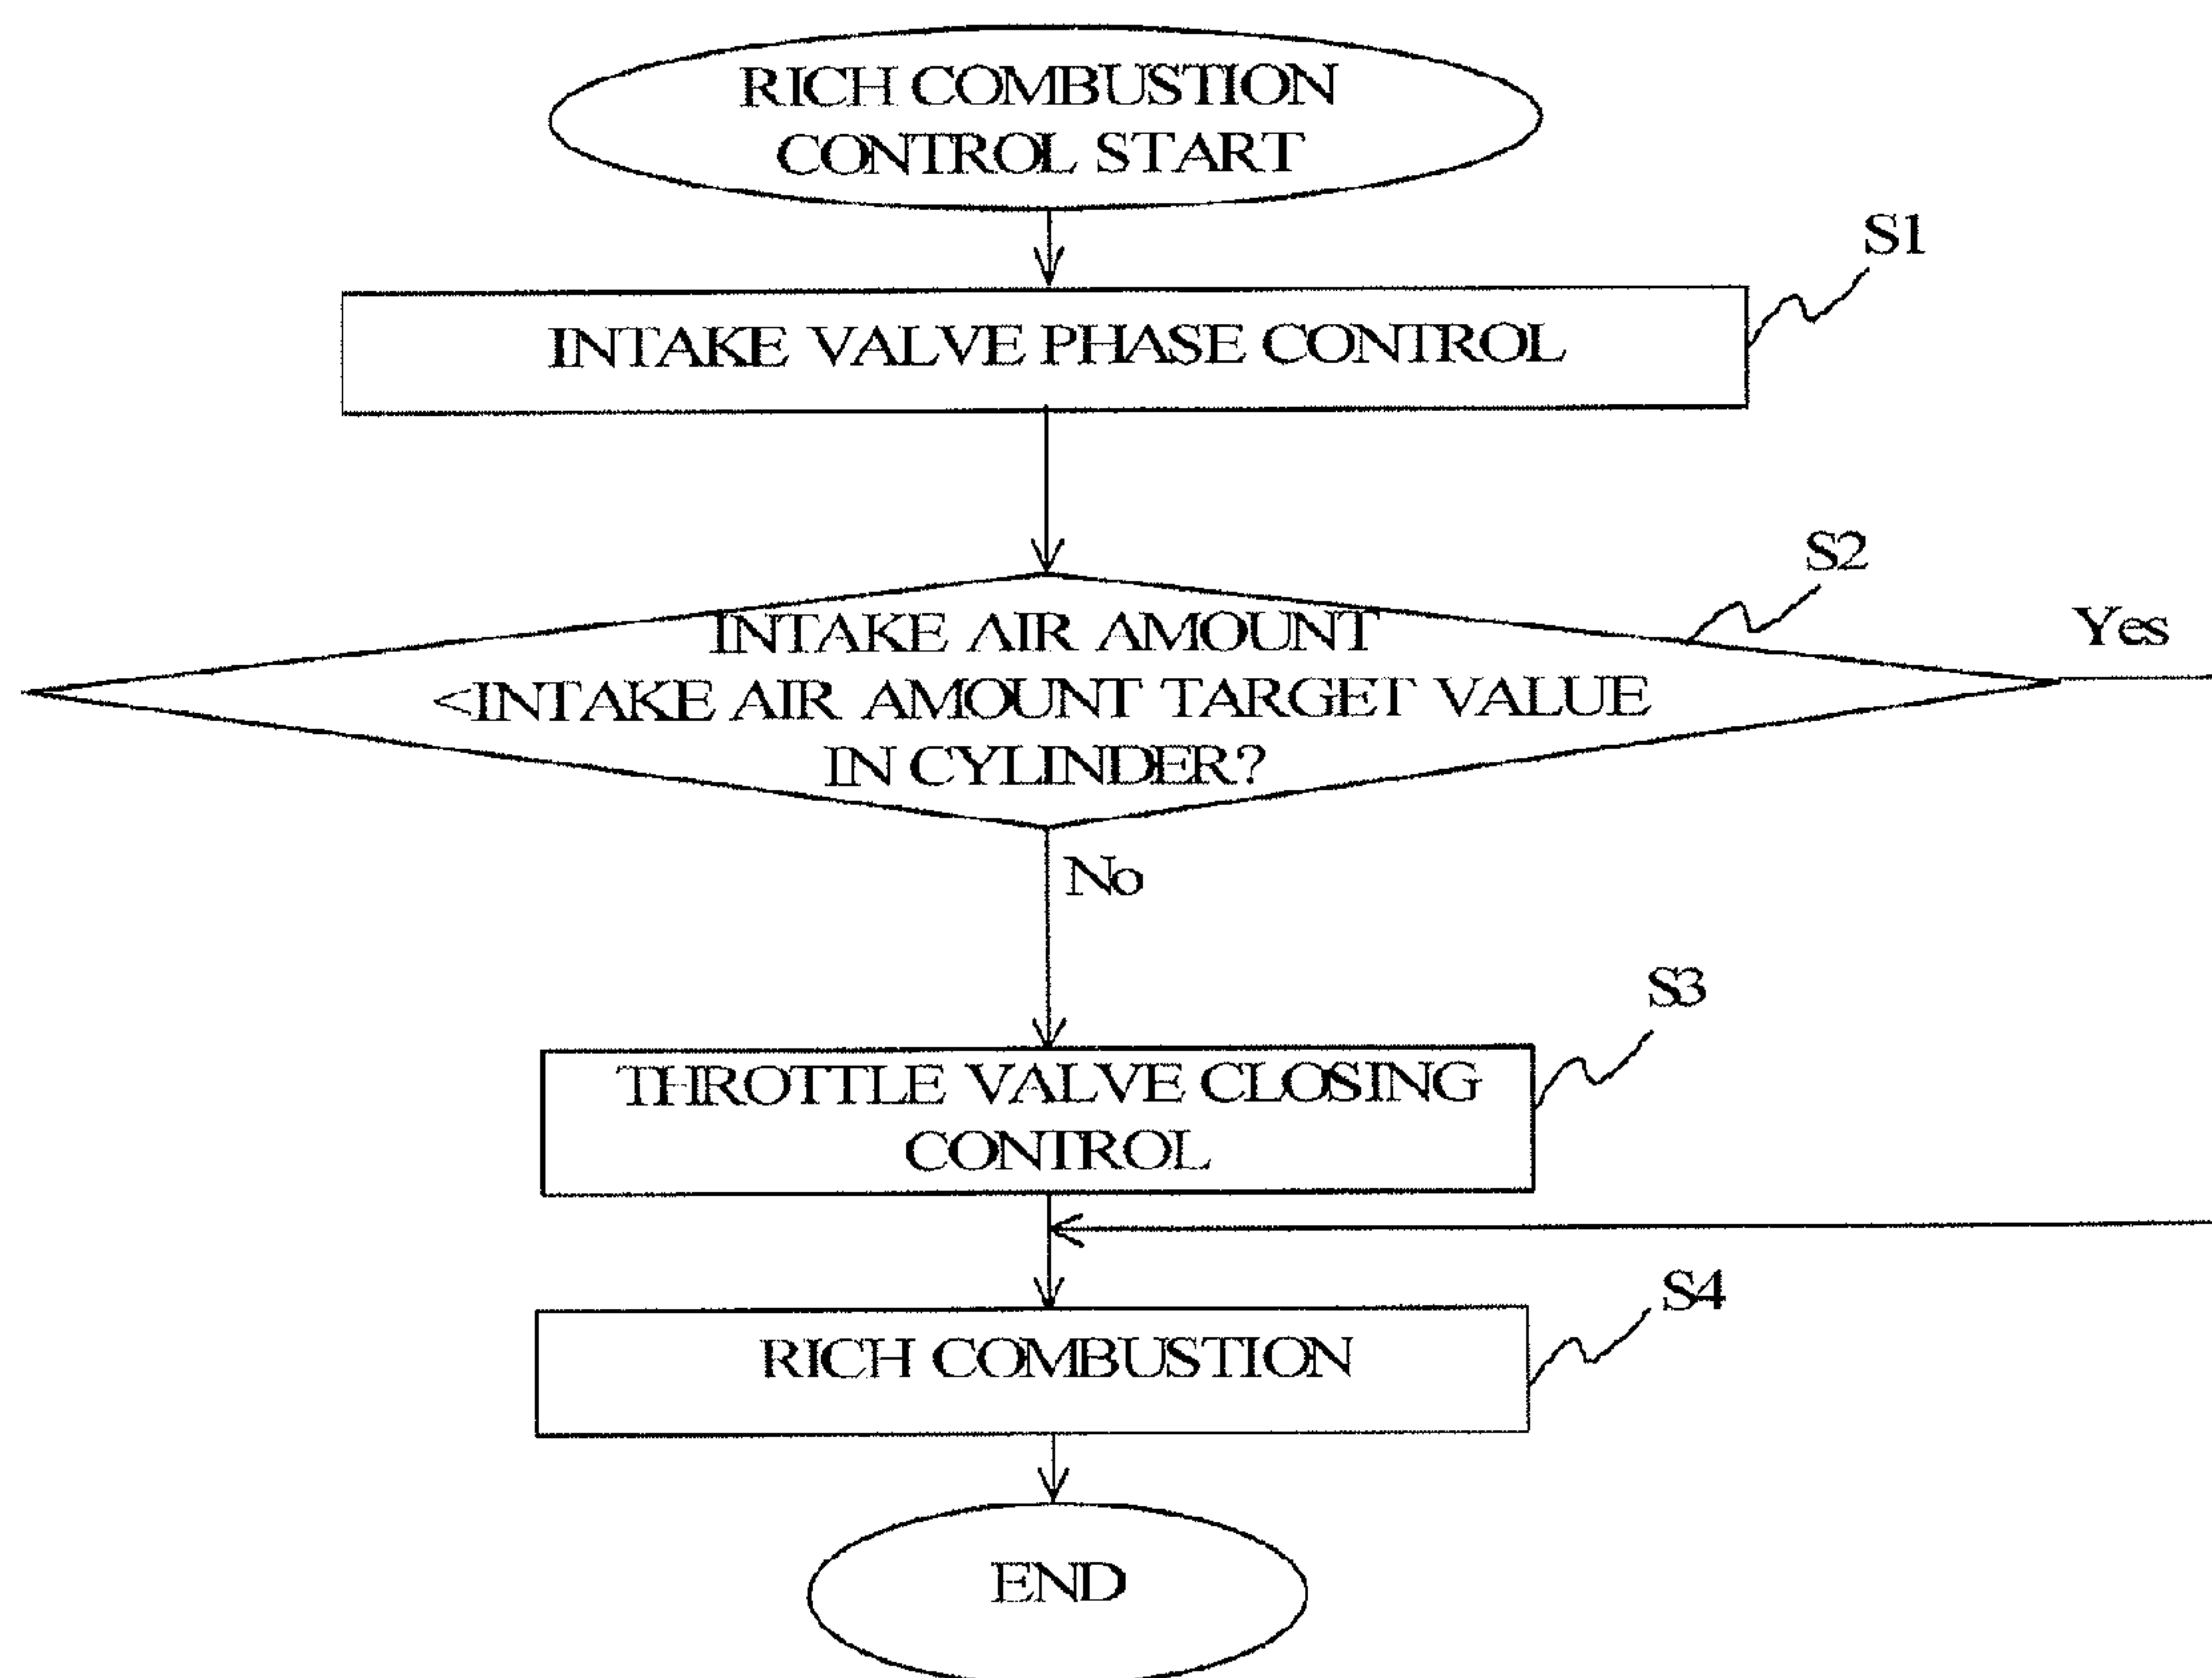 RICH COMBUSTION
CONTROL START
S1
INTAKE VALVE PHASE CONTROL
S2
Yes
INTAKE AIR AMOUNT
<INTAKE AIR AMOUNT TARGET VALUE
IN CYLINDER?
No
S3
THROTTLE VALVE CLOSING
CONTROL
S4
RICH COMBUSTION
END